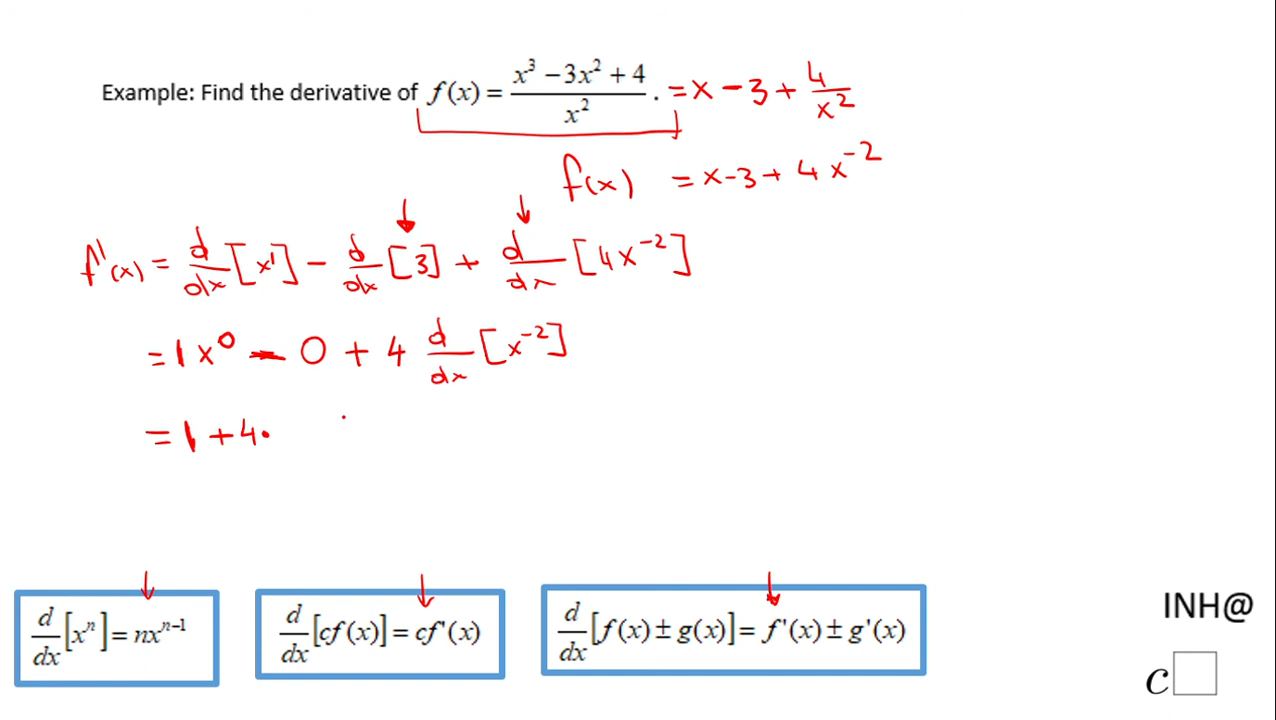 Example: Find the derivative of f(x) = (x³ − 3x² + 4)/x² . = x − 3 + 4/x²
f(x) = x − 3 + 4x⁻²
f'(x) = d/dx [x¹] − d/dx [3] + d/dx [4x⁻²]
= 1x⁰ − 0 + 4 d/dx [x⁻²]
= 1 + 4·
d/dx [xⁿ] = nxⁿ⁻¹
d/dx [cf(x)] = cf'(x)
d/dx [f(x) ± g(x)] = f'(x) ± g'(x)
INH@
c